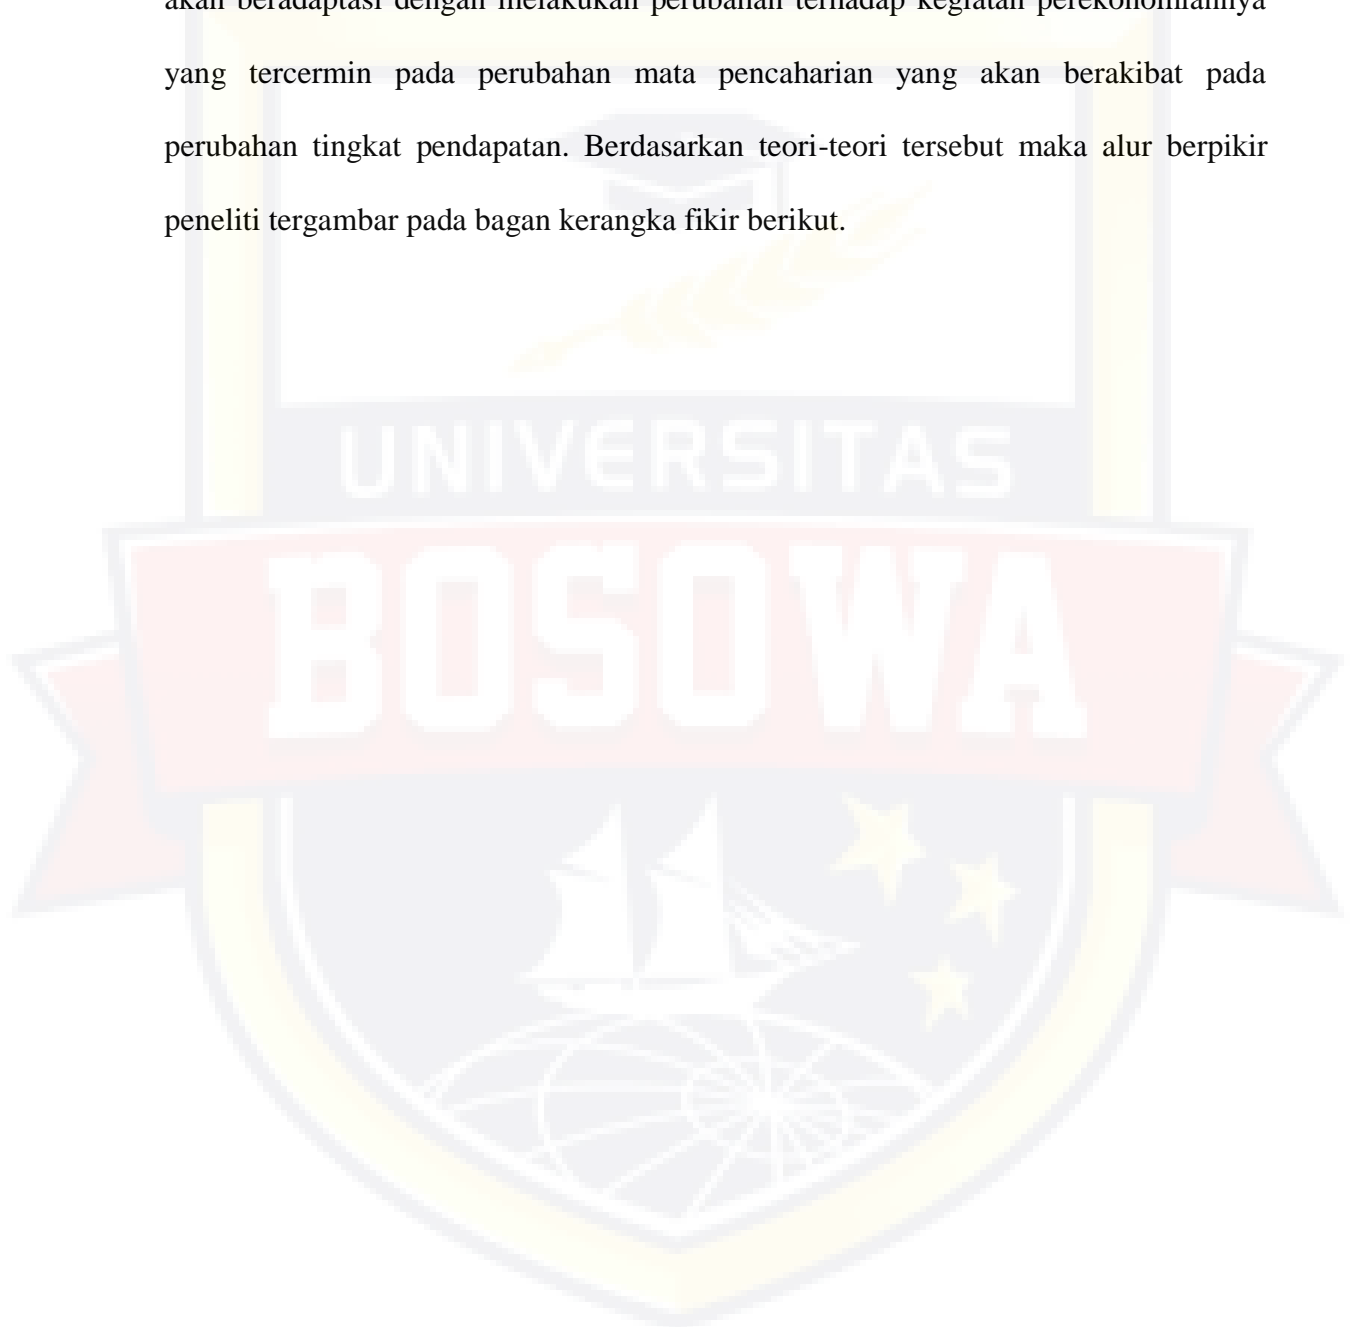 akan beradaptasi dengan melakukan perubahan terhadap kegiatan perekonomiannya
yang tercermin pada perubahan mata pencaharian yang akan berakibat pada
perubahan tingkat pendapatan. Berdasarkan teori-teori tersebut maka alur berpikir
peneliti tergambar pada bagan kerangka fikir berikut.
UNIVERSITAS
BOSOWA